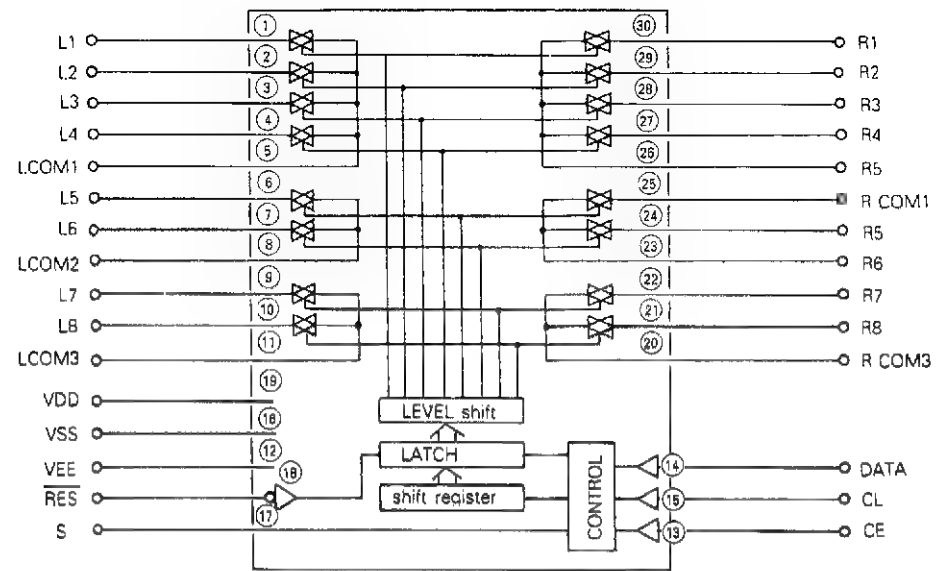 L1 ① ㉚ R1
② ㉙
L2 R2
③ ㉘
L3 R3
④ ㉗
L4 R4
⑤ ㉖
LCOM1 R5
⑥ ㉕
L5 R COM1
⑦ ㉔
L6 R5
⑧ ㉓
LCOM2 R6
⑨ ㉒
L7 R7
⑩ ㉑
L8 R8
⑪ ⑳
LCOM3 R COM3
⑲
VDD
LEVEL shift
⑯
VSS
⑫
LATCH
VEE ⑱ ⑭ DATA
RES shift register CONTROL ⑮ CL
⑰
S ⑬ CE